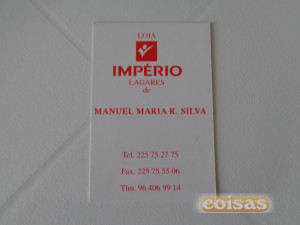 LOJA
IMPÉRIO
LAGARES
de
MANUEL MARIA R. SILVA
Tel. 225 75 27 75
Fax. 225 75 55 06
Tlm. 96 406 99 14
coisas